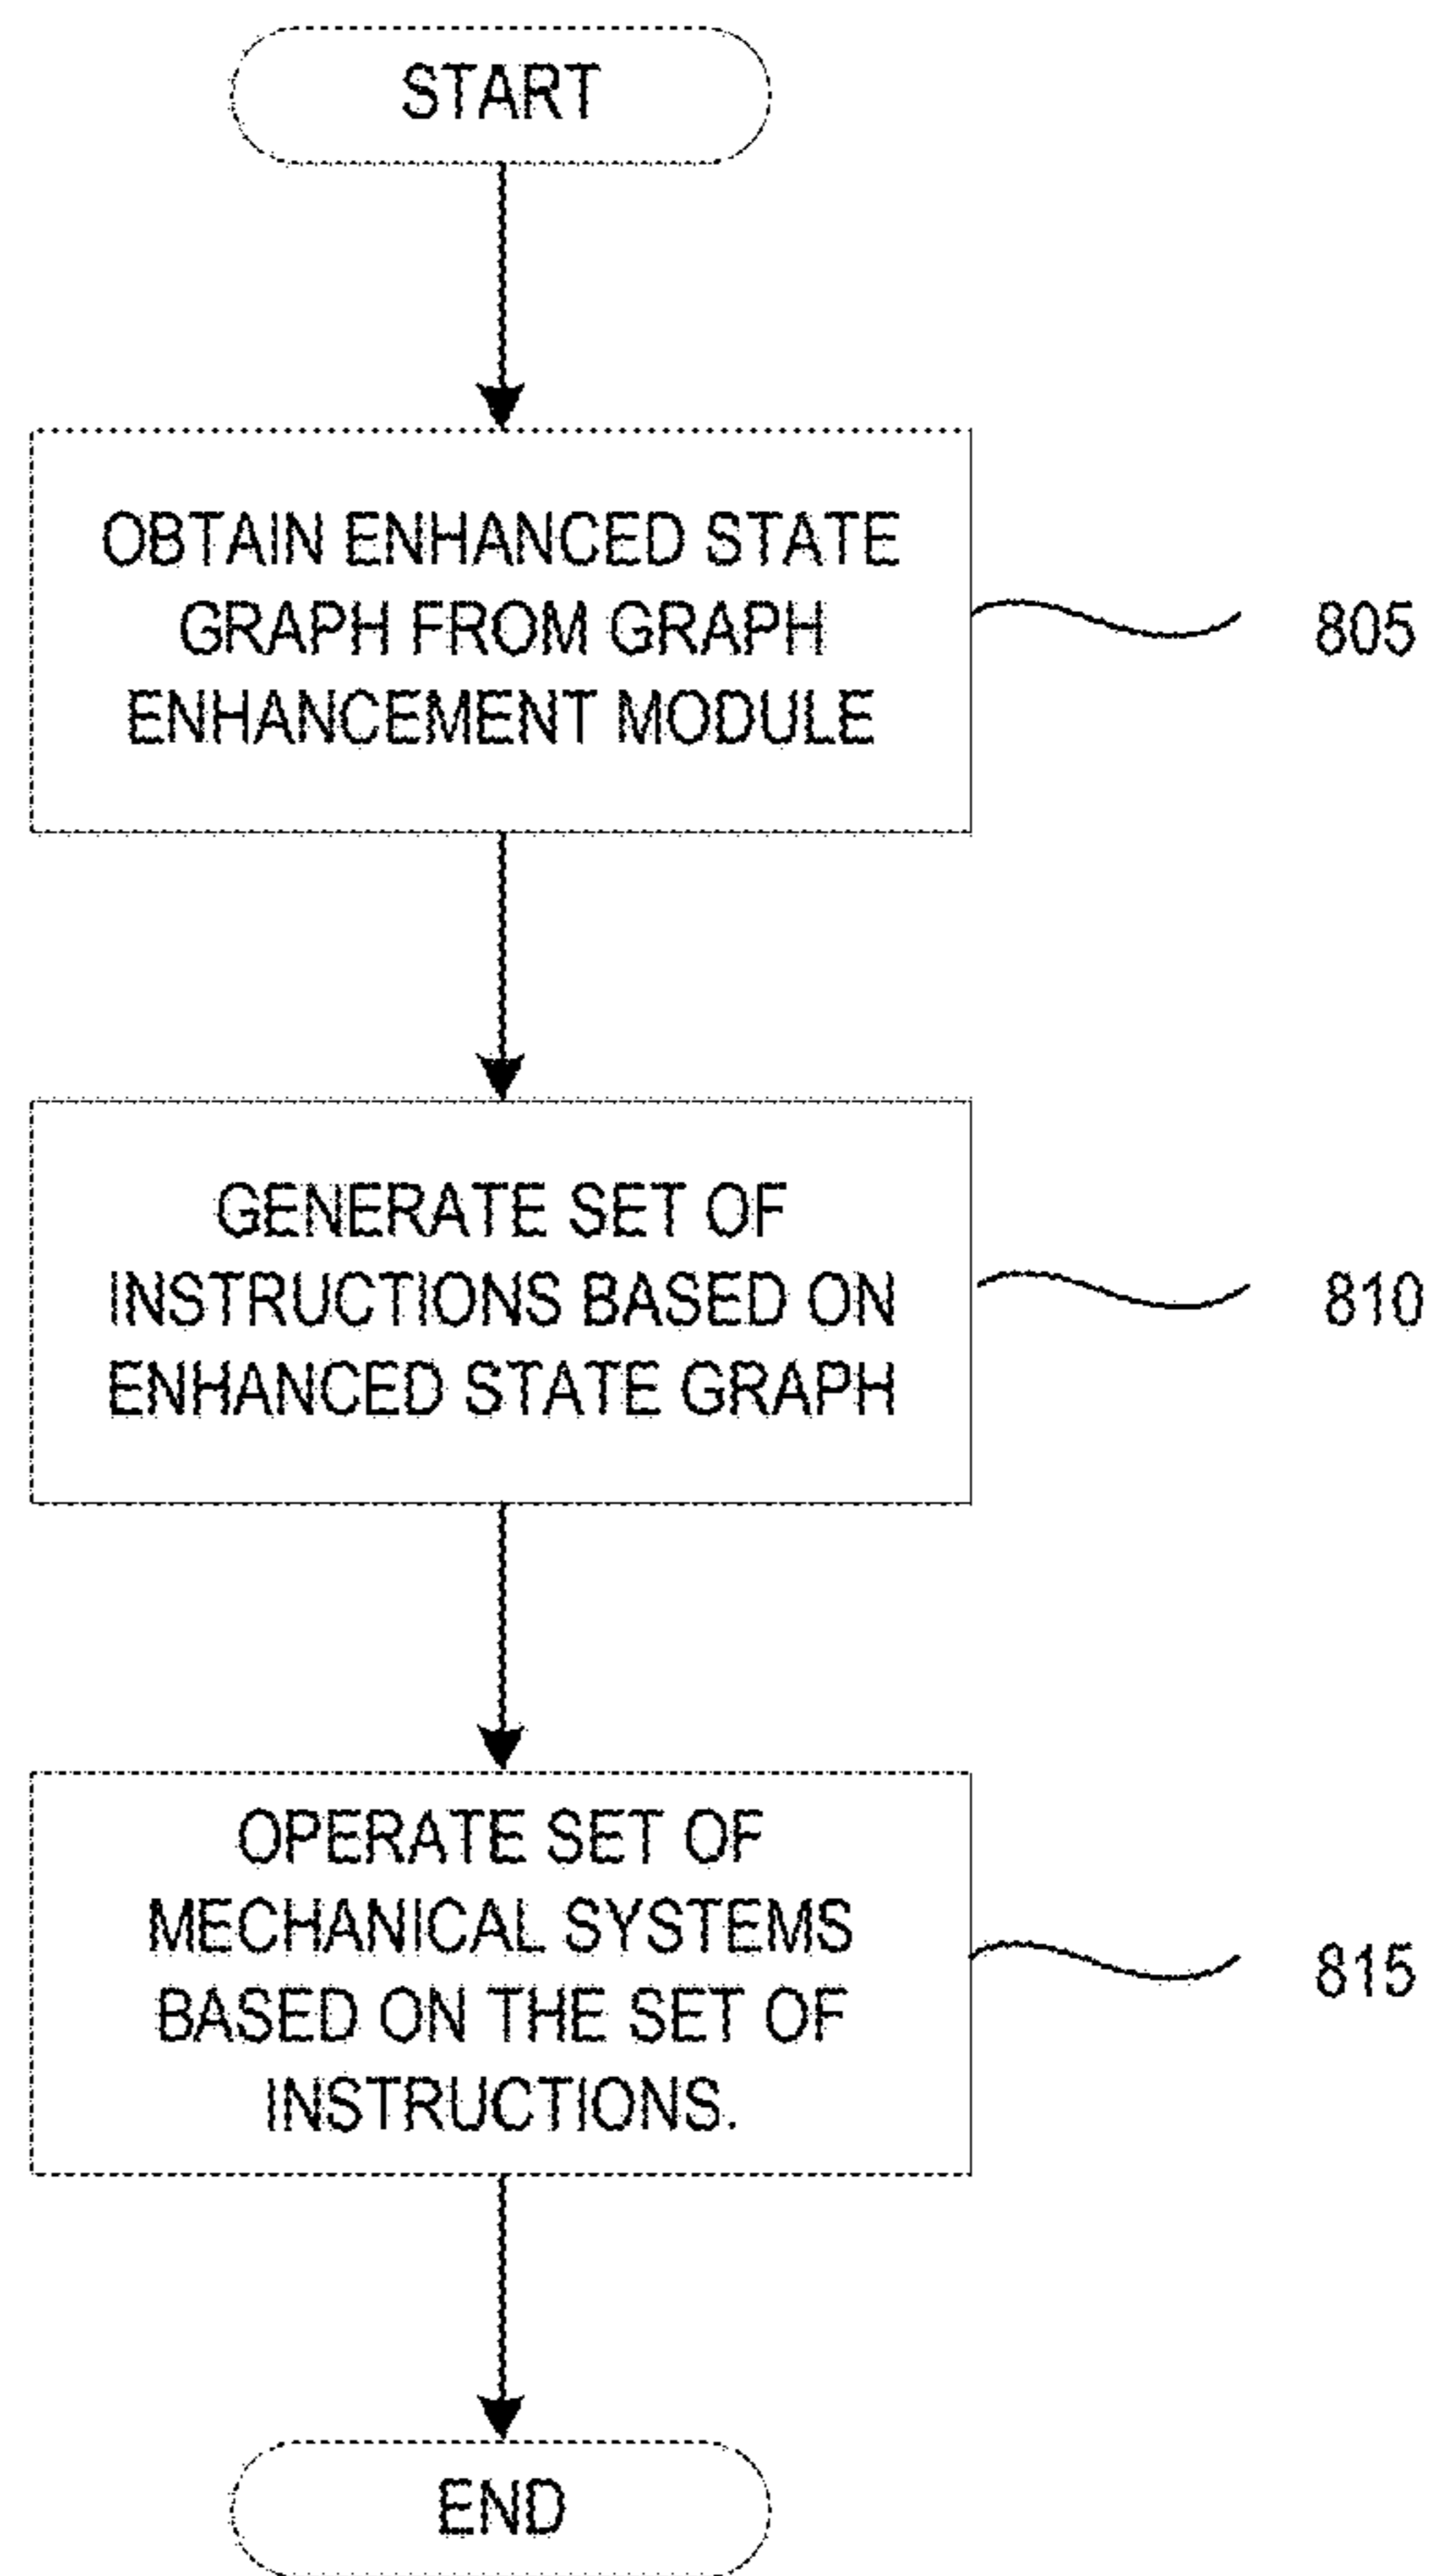 START
OBTAIN ENHANCED STATE
GRAPH FROM GRAPH
ENHANCEMENT MODULE
805
GENERATE SET OF
INSTRUCTIONS BASED ON
ENHANCED STATE GRAPH
810
OPERATE SET OF
MECHANICAL SYSTEMS
BASED ON THE SET OF
INSTRUCTIONS.
815
END